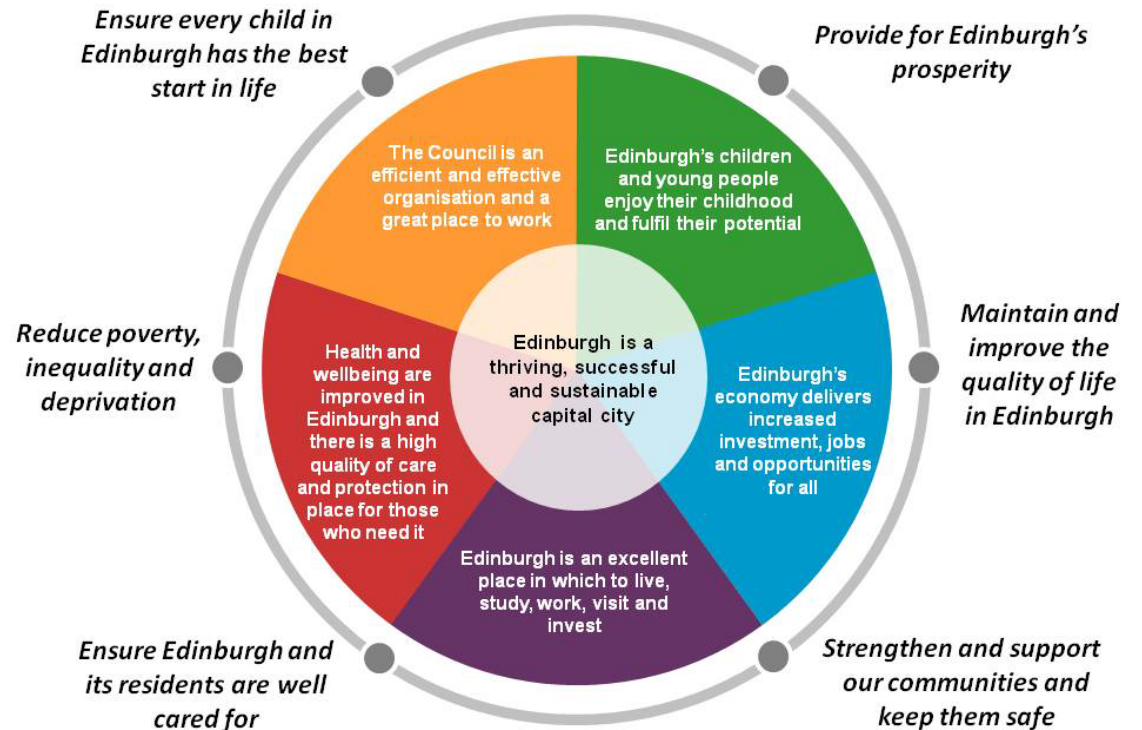 Ensure every child in
Edinburgh has the best
start in life
Provide for Edinburgh's
prosperity
The Council is an
efficient and effective
organisation and a
great place to work
Edinburgh's children
and young people
enjoy their childhood
and fulfil their potential
Reduce poverty,
inequality and
deprivation
Health and
wellbeing are
improved in
Edinburgh and
there is a high
quality of care
and protection in
place for those
who need it
Edinburgh is a
thriving, successful
and sustainable
capital city
Edinburgh's
economy delivers
increased
investment, jobs
and opportunities
for all
Maintain and
improve the
quality of life
in Edinburgh
Edinburgh is an excellent
place in which to live,
study, work, visit and
invest
Ensure Edinburgh and
its residents are well
cared for
Strengthen and support
our communities and
keep them safe